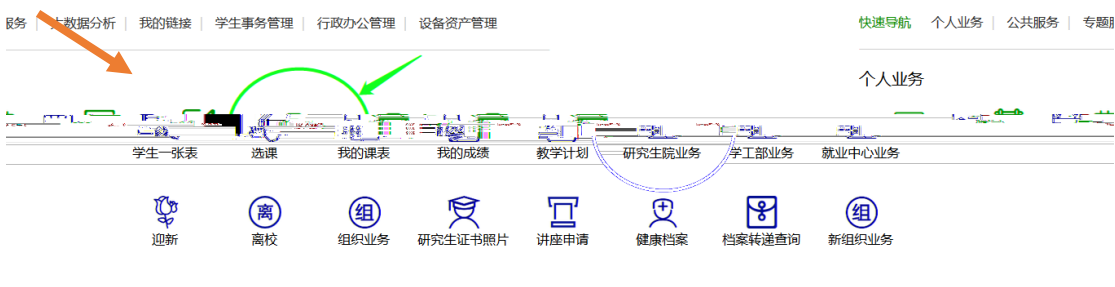 服务 大数据分析 我的链接 学生事务管理 行政办公管理 设备资产管理 快速导航 个人业务 公共服务 专题服
个人业务
学生一张表 选课 我的课表 我的成绩 教学计划 研究生院业务 学工部业务 就业中心业务
离 组 组
迎新 离校 组织业务 研究生证书照片 讲座申请 健康档案 档案转递查询 新组织业务